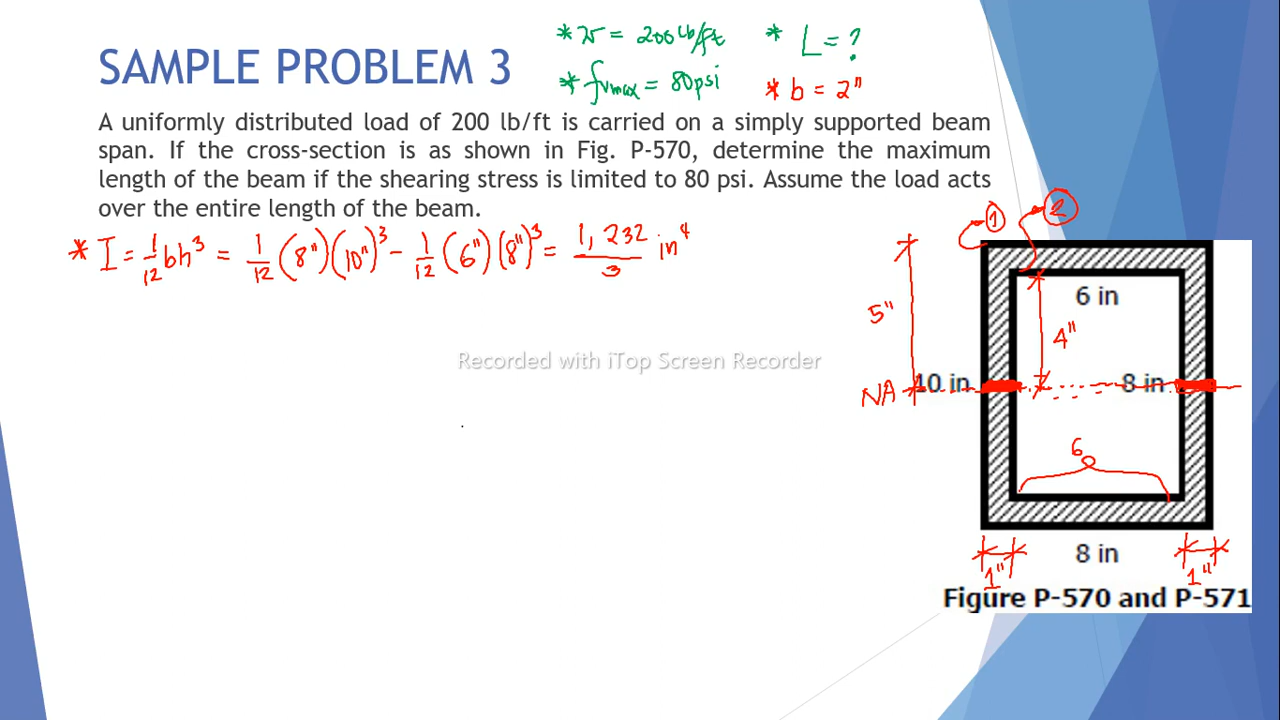 * w = 200 lb/ft * L = ?
SAMPLE PROBLEM 3
* fvmax = 80 psi * b = 2"
A uniformly distributed load of 200 lb/ft is carried on a simply supported beam
span. If the cross-section is as shown in Fig. P-570, determine the maximum
length of the beam if the shearing stress is limited to 80 psi. Assume the load acts
over the entire length of the beam.
* I = 1/12 bh³ = 1/12 (8")(10")³ - 1/12 (6")(8")³ = 1,232/3 in⁴
1
2
6 in
5"
4"
Recorded with iTop Screen Recorder
NA 10 in 8 in
6
8 in
1" 1"
Figure P-570 and P-571